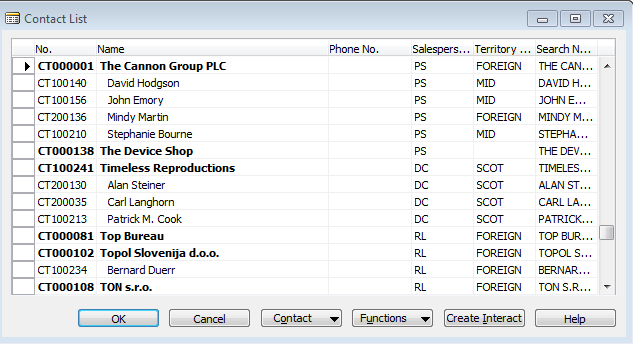 Contact List
No. Name Phone No. Salespers... Territory ... Search N...
CT000001 The Cannon Group PLC PS FOREIGN THE CAN...
CT100140 David Hodgson PS MID DAVID H...
CT100156 John Emory PS MID JOHN E...
CT200136 Mindy Martin PS FOREIGN MINDY M...
CT100210 Stephanie Bourne PS MID STEPHA...
CT000138 The Device Shop PS THE DEV...
CT100241 Timeless Reproductions DC SCOT TIMELES...
CT200130 Alan Steiner DC SCOT ALAN ST...
CT200035 Carl Langhorn DC SCOT CARL LA...
CT100213 Patrick M. Cook DC SCOT PATRICK...
CT000081 Top Bureau RL FOREIGN TOP BUR...
CT000102 Topol Slovenija d.o.o. RL FOREIGN TOPOL S...
CT100234 Bernard Duerr RL FOREIGN BERNAR...
CT000108 TON s.r.o. RL FOREIGN TON S.R...
OK Cancel Contact Functions Create Interact Help